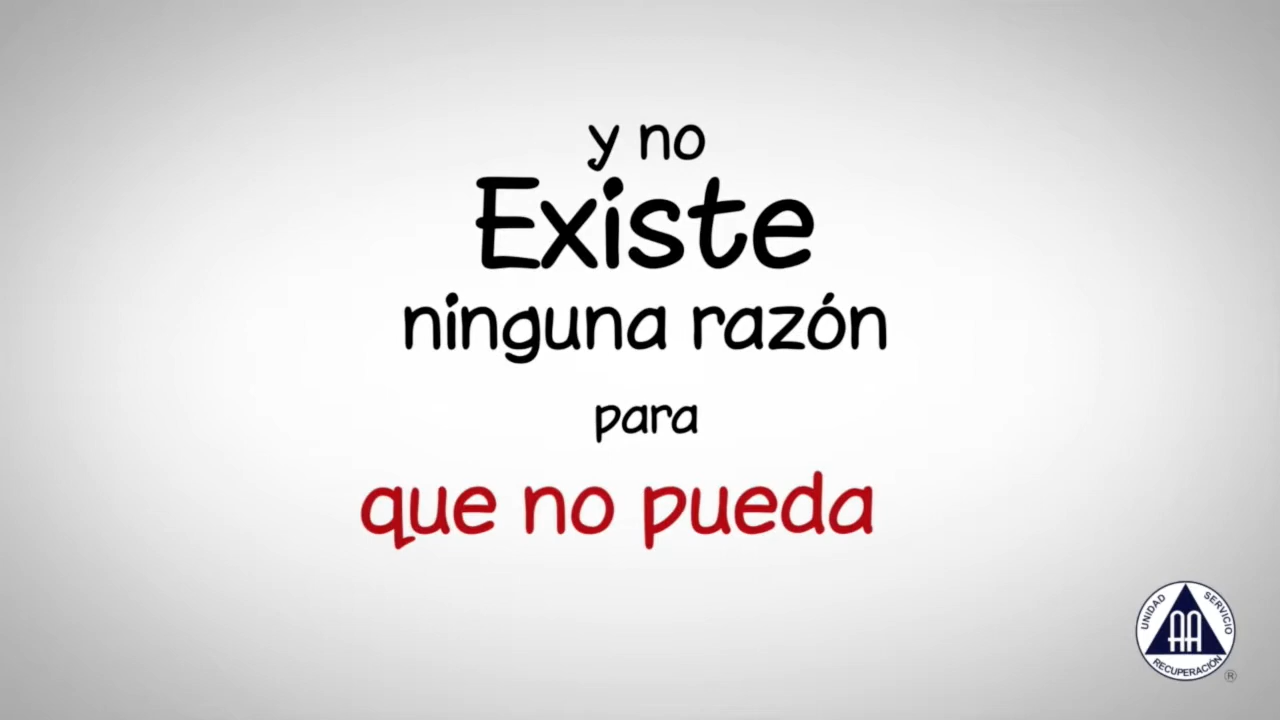 y no
Existe
ninguna razón
para
que no pueda
UNIDAD
SERVICIO
AA
RECUPERACIÓN
®